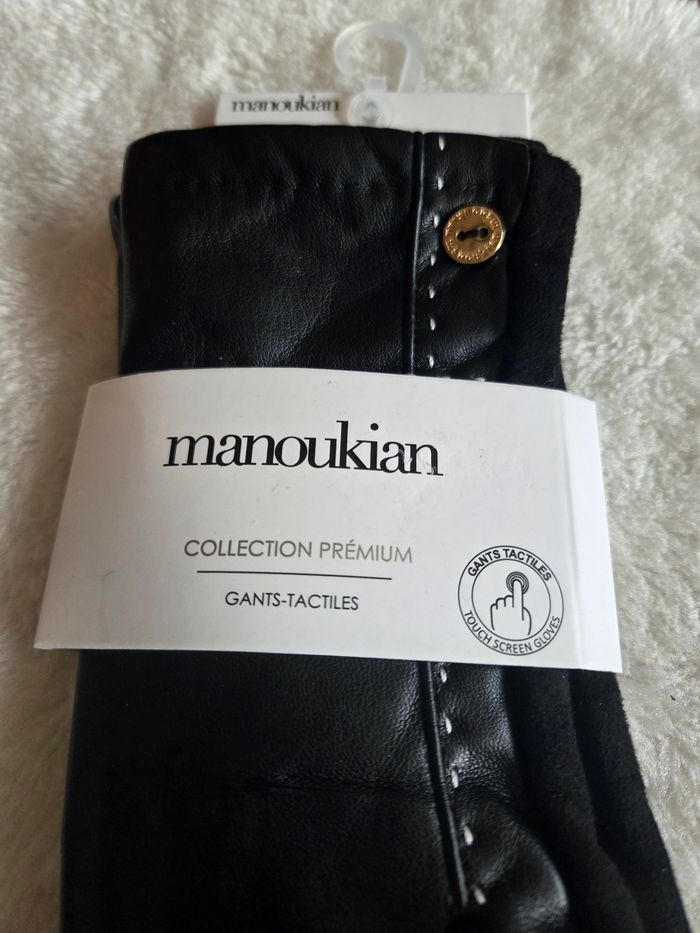 manoukian
manoukian
COLLECTION PRÉMIUM
GANTS-TACTILES
GANTS TACTILES
TOUCH SCREEN GLOVES